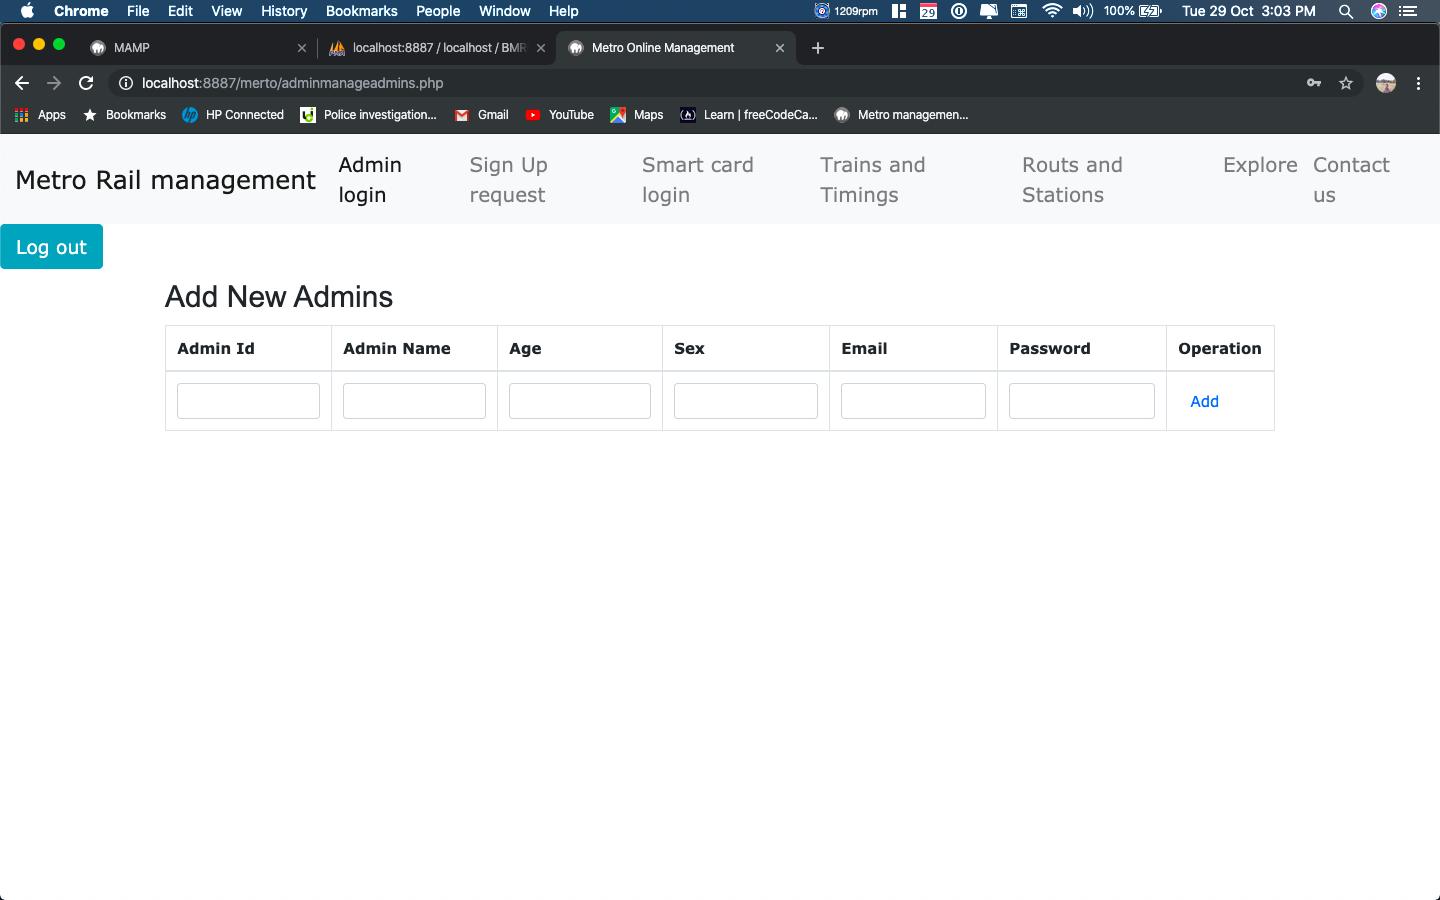 Chrome File Edit View History Bookmarks People Window Help 1209rpm 29 100% Tue 29 Oct 3:03 PM
MAMP localhost:8887 / localhost / BMR Metro Online Management
localhost:8887/merto/adminmanageadmins.php
Apps Bookmarks HP Connected Police investigation... Gmail YouTube Maps Learn | freeCodeCa... Metro managemen...
Metro Rail management
Admin login
Sign Up request
Smart card login
Trains and Timings
Routs and Stations
Explore
Contact us
Log out
Add New Admins
Admin Id Admin Name Age Sex Email Password Operation
Add